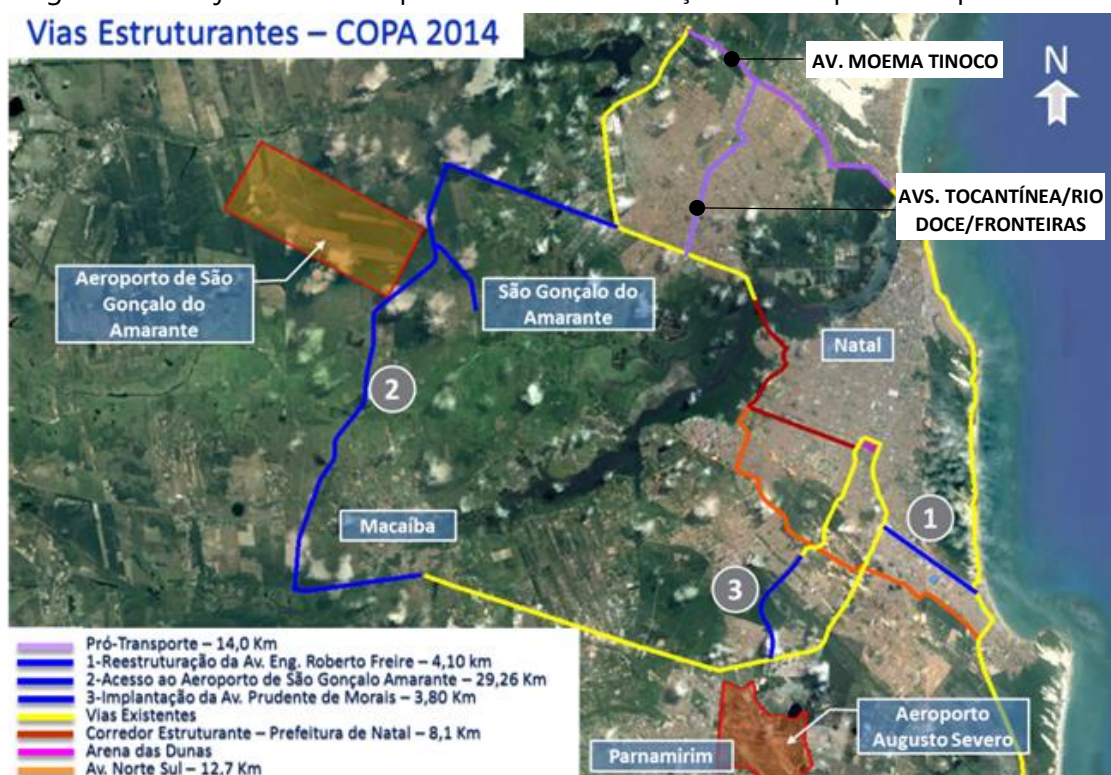 Vias Estruturantes – COPA 2014
AV. MOEMA TINOCO
N
AVS. TOCANTÍNEA/RIO
DOCE/FRONTEIRAS
Aeroporto de São
Gonçalo do
Amarante
São Gonçalo do
Amarante
Natal
2
1
Macaíba
3
Pró-Transporte – 14,0 Km
1-Reestruturação da Av. Eng. Roberto Freire – 4,10 km
2-Acesso ao Aeroporto de São Gonçalo Amarante – 29,26 Km
3-Implantação da Av. Prudente de Morais – 3,80 Km
Vias Existentes
Corredor Estruturante – Prefeitura de Natal – 8,1 Km
Arena das Dunas
Av. Norte Sul – 12,7 Km
Aeroporto
Augusto Severo
Parnamirim